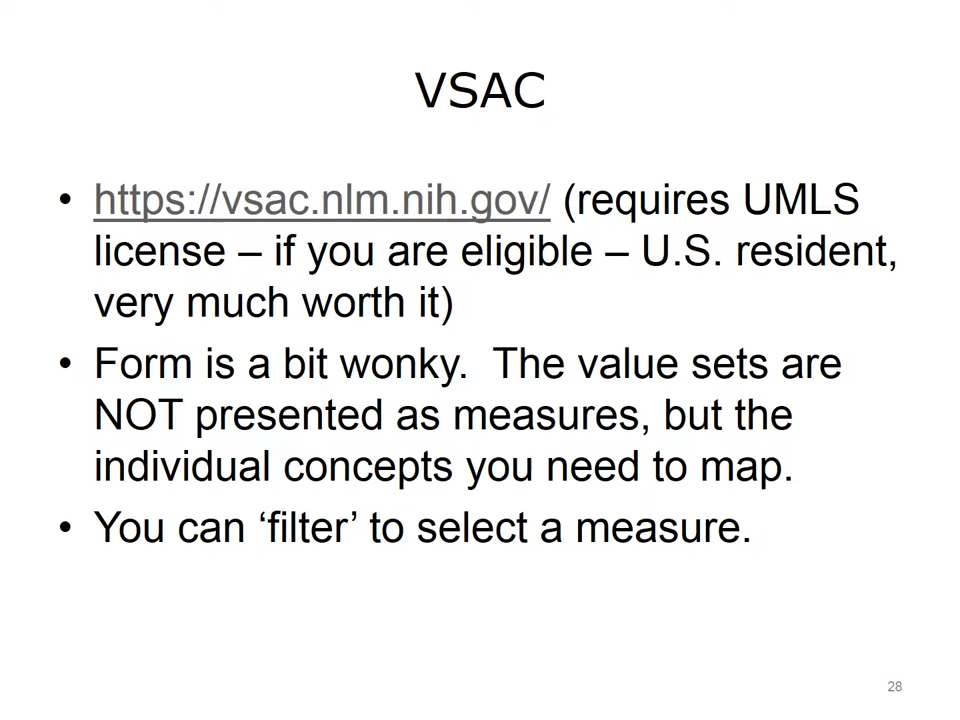 VSAC
• https://vsac.nlm.nih.gov/ (requires UMLS
license – if you are eligible – U.S. resident,
very much worth it)
• Form is a bit wonky.  The value sets are
NOT presented as measures, but the
individual concepts you need to map.
• You can ‘filter’ to select a measure.
28